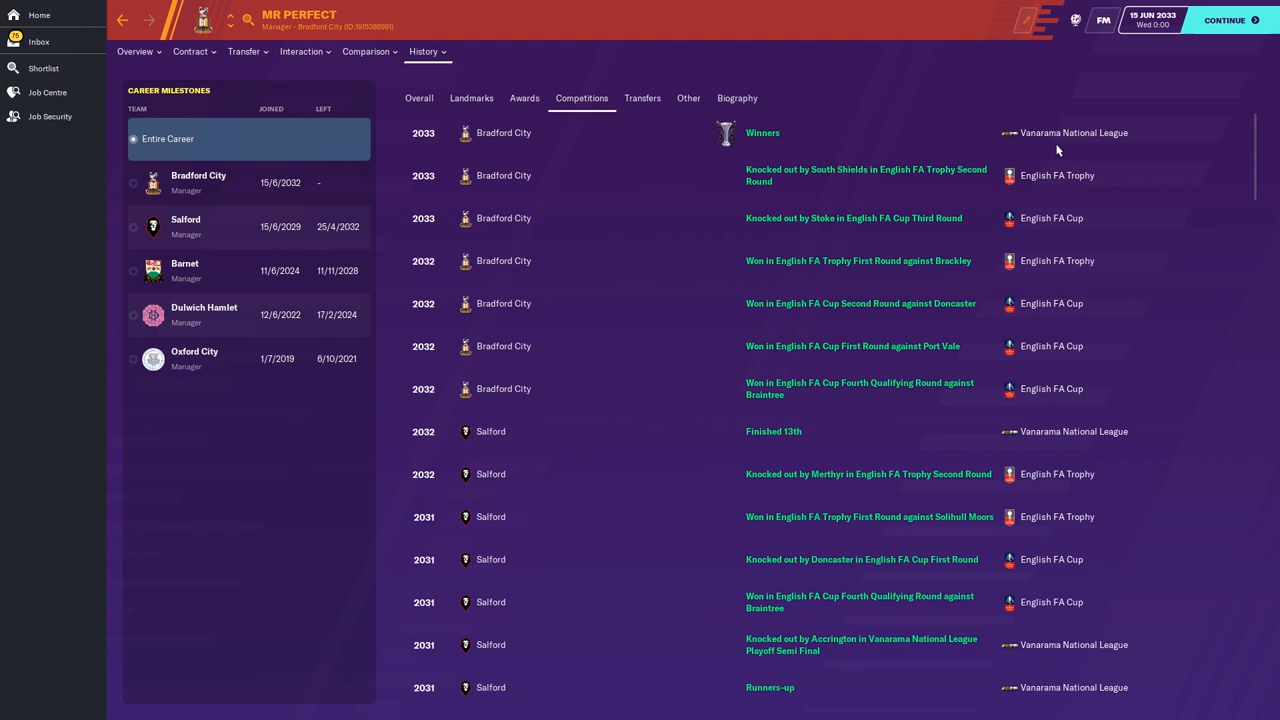 Home
75
Inbox
Shortlist
Job Centre
Job Security
MR PERFECT
Manager - Bradford City (ID:1915386991)
FM
15 JUN 2033
Wed 0:00
CONTINUE
Overview
Contract
Transfer
Interaction
Comparison
History
CAREER MILESTONES
TEAM JOINED LEFT
Entire Career
Bradford City
Manager
15/6/2032 -
Salford
Manager
15/6/2029 25/4/2032
Barnet
Manager
11/6/2024 11/11/2028
Dulwich Hamlet
Manager
12/6/2022 17/2/2024
Oxford City
Manager
1/7/2019 6/10/2021
Overall Landmarks Awards Competitions Transfers Other Biography
2033 Bradford City Winners Vanarama National League
2033 Bradford City Knocked out by South Shields in English FA Trophy Second
Round
English FA Trophy
2033 Bradford City Knocked out by Stoke in English FA Cup Third Round English FA Cup
2032 Bradford City Won in English FA Trophy First Round against Brackley English FA Trophy
2032 Bradford City Won in English FA Cup Second Round against Doncaster English FA Cup
2032 Bradford City Won in English FA Cup First Round against Port Vale English FA Cup
2032 Bradford City Won in English FA Cup Fourth Qualifying Round against
Braintree
English FA Cup
2032 Salford Finished 13th Vanarama National League
2032 Salford Knocked out by Merthyr in English FA Trophy Second Round English FA Trophy
2031 Salford Won in English FA Trophy First Round against Solihull Moors English FA Trophy
2031 Salford Knocked out by Doncaster in English FA Cup First Round English FA Cup
2031 Salford Won in English FA Cup Fourth Qualifying Round against
Braintree
English FA Cup
2031 Salford Knocked out by Accrington in Vanarama National League
Playoff Semi Final
Vanarama National League
2031 Salford Runners-up Vanarama National League